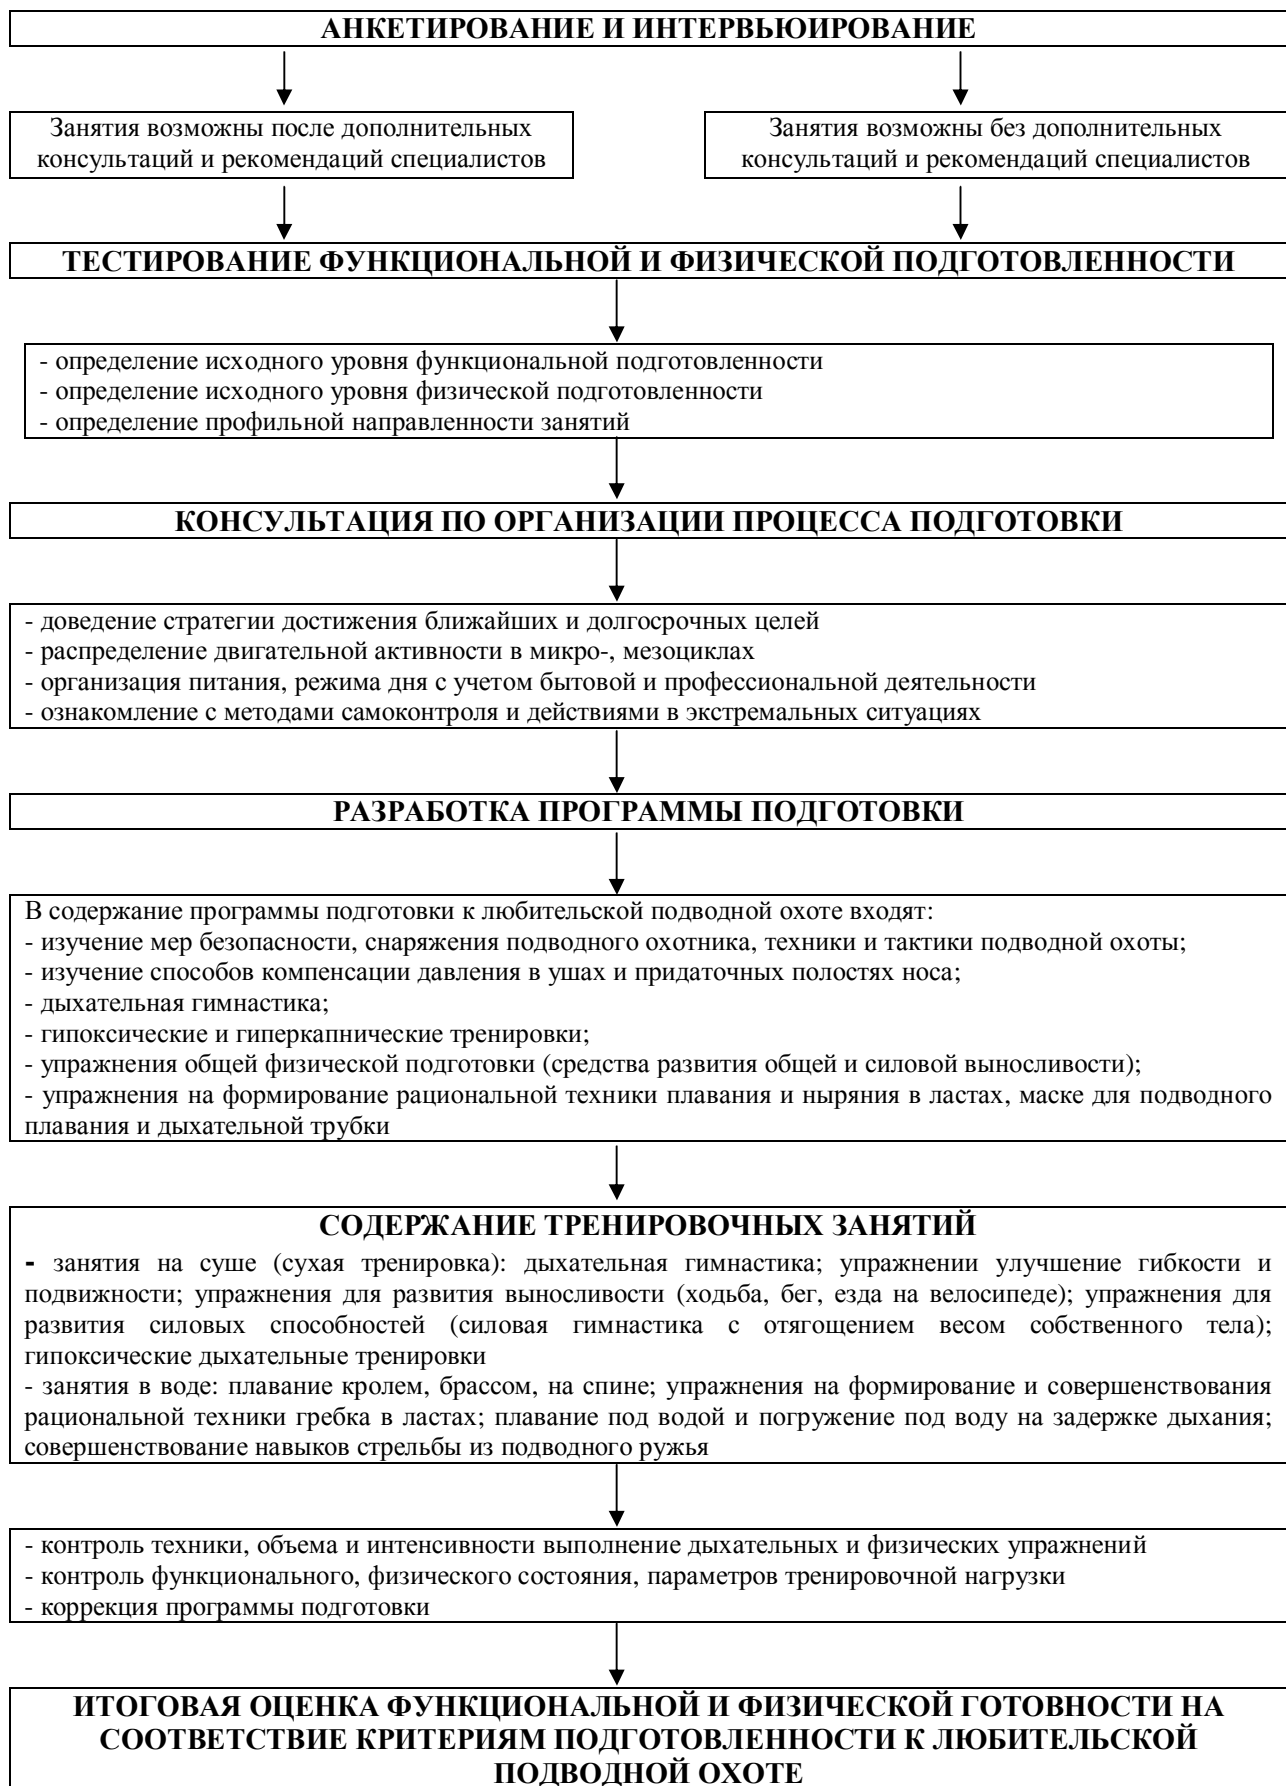 АНКЕТИРОВАНИЕ И ИНТЕРВЬЮИРОВАНИЕ
Занятия возможны после дополнительных
консультаций и рекомендаций специалистов
Занятия возможны без дополнительных
консультаций и рекомендаций специалистов
ТЕСТИРОВАНИЕ ФУНКЦИОНАЛЬНОЙ И ФИЗИЧЕСКОЙ ПОДГОТОВЛЕННОСТИ
- определение исходного уровня функциональной подготовленности
- определение исходного уровня физической подготовленности
- определение профильной направленности занятий
КОНСУЛЬТАЦИЯ ПО ОРГАНИЗАЦИИ ПРОЦЕССА ПОДГОТОВКИ
- доведение стратегии достижения ближайших и долгосрочных целей
- распределение двигательной активности в микро-, мезоциклах
- организация питания, режима дня с учетом бытовой и профессиональной деятельности
- ознакомление с методами самоконтроля и действиями в экстремальных ситуациях
РАЗРАБОТКА ПРОГРАММЫ ПОДГОТОВКИ
В содержание программы подготовки к любительской подводной охоте входят:
- изучение мер безопасности, снаряжения подводного охотника, техники и тактики подводной охоты;
- изучение способов компенсации давления в ушах и придаточных полостях носа;
- дыхательная гимнастика;
- гипоксические и гиперкапнические тренировки;
- упражнения общей физической подготовки (средства развития общей и силовой выносливости);
- упражнения на формирование рациональной техники плавания и ныряния в ластах, маске для подводного
плавания и дыхательной трубки
СОДЕРЖАНИЕ ТРЕНИРОВОЧНЫХ ЗАНЯТИЙ
- занятия на суше (сухая тренировка): дыхательная гимнастика; упражнении улучшение гибкости и
подвижности; упражнения для развития выносливости (ходьба, бег, езда на велосипеде); упражнения для
развития силовых способностей (силовая гимнастика с отягощением весом собственного тела);
гипоксические дыхательные тренировки
- занятия в воде: плавание кролем, брассом, на спине; упражнения на формирование и совершенствования
рациональной техники гребка в ластах; плавание под водой и погружение под воду на задержке дыхания;
совершенствование навыков стрельбы из подводного ружья
- контроль техники, объема и интенсивности выполнение дыхательных и физических упражнений
- контроль функционального, физического состояния, параметров тренировочной нагрузки
- коррекция программы подготовки
ИТОГОВАЯ ОЦЕНКА ФУНКЦИОНАЛЬНОЙ И ФИЗИЧЕСКОЙ ГОТОВНОСТИ НА
СООТВЕТСТВИЕ КРИТЕРИЯМ ПОДГОТОВЛЕННОСТИ К ЛЮБИТЕЛЬСКОЙ
ПОДВОДНОЙ ОХОТЕ